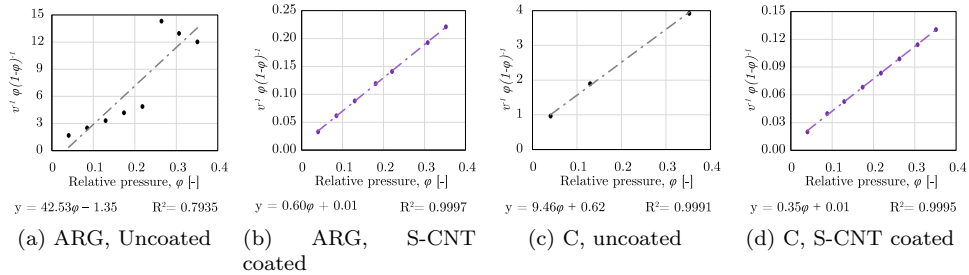 15
12
9
6
3
0
v⁻¹ φ(1-φ)⁻¹
0 0.1 0.2 0.3 0.4
Relative pressure, φ [-]
y = 42.53φ − 1.35 R²= 0.7935
(a) ARG, Uncoated
0.25
0.20
0.15
0.10
0.05
0.00
v⁻¹ φ(1-φ)⁻¹
0 0.1 0.2 0.3 0.4
Relative pressure, φ [-]
y = 0.60φ + 0.01 R²= 0.9997
(b) ARG, S-CNT
coated
4
3
2
1
0
v⁻¹ φ(1-φ)⁻¹
0.0 0.2 0.4
Relative pressure, φ [-]
y = 9.46φ + 0.62 R²= 0.9991
(c) C, uncoated
0.15
0.12
0.09
0.06
0.03
0.00
v⁻¹ φ(1-φ)⁻¹
0 0.1 0.2 0.3 0.4
Relative pressure, φ [-]
y = 0.35φ + 0.01 R²= 0.9995
(d) C, S-CNT coated